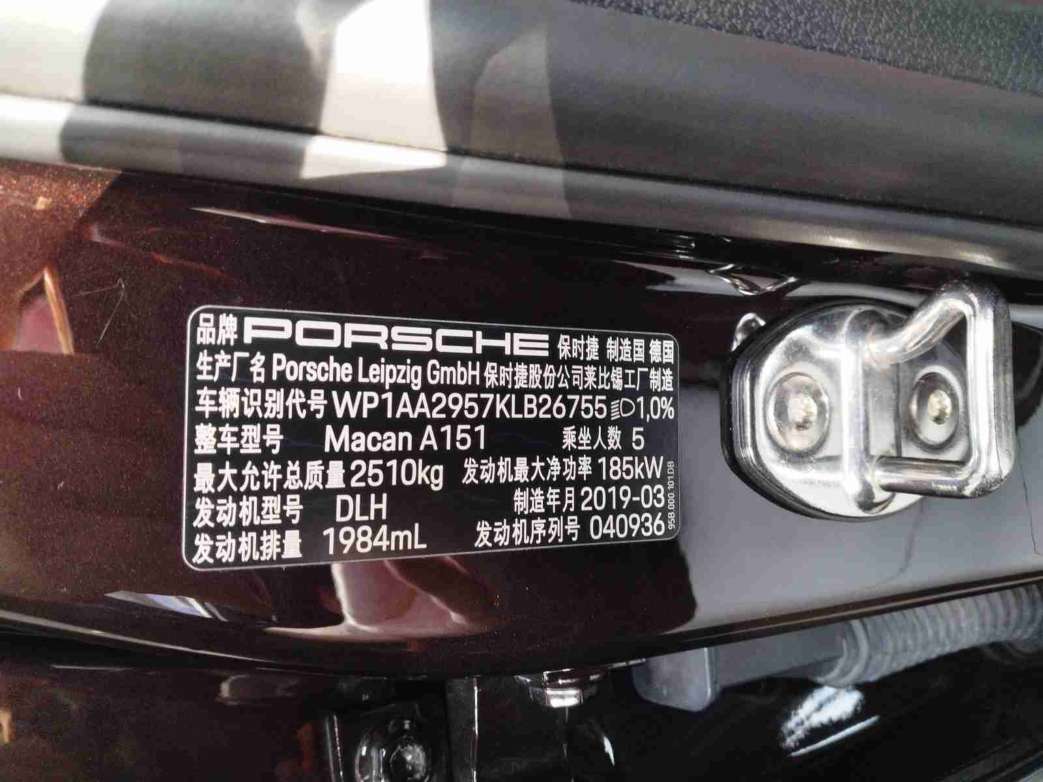 品牌 PORSCHE 保时捷 制造国 德国
生产厂名 Porsche Leipzig GmbH 保时捷股份公司莱比锡工厂制造
车辆识别代号 WP1AA2957KLB26755 1,0%
整车型号 Macan A151 乘坐人数 5
最大允许总质量 2510kg 发动机最大净功率 185kW
发动机型号 DLH 制造年月 2019-03
发动机排量 1984mL 发动机序列号 040936
95B.000.101.DB